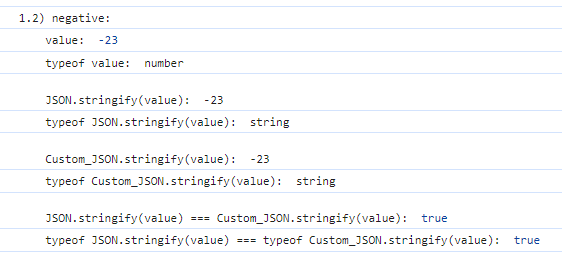 1.2) negative:
value: -23
typeof value: number
JSON.stringify(value): -23
typeof JSON.stringify(value): string
Custom_JSON.stringify(value): -23
typeof Custom_JSON.stringify(value): string
JSON.stringify(value) === Custom_JSON.stringify(value): true
typeof JSON.stringify(value) === typeof Custom_JSON.stringify(value): true